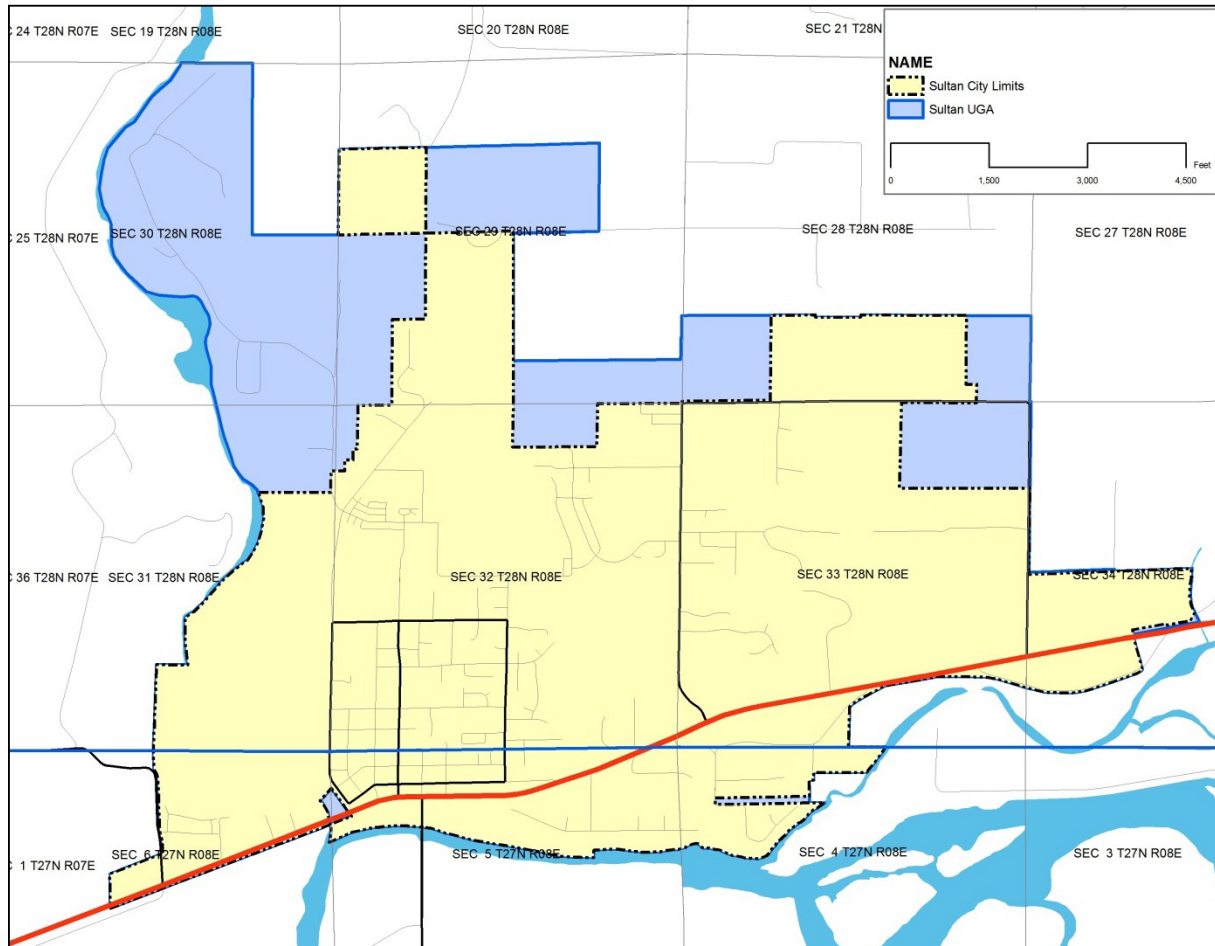 C 24 T28N R07E SEC 19 T28N R08E SEC 20 T28N R08E SEC 21 T28N
NAME
Sultan City Limits
Sultan UGA
Feet
0 1,500 3,000 4,500
C 25 T28N R07E SEC 30 T28N R08E SEC 29 T28N R08E SEC 28 T28N R08E SEC 27 T28N R08E
C 36 T28N R07E SEC 31 T28N R08E SEC 32 T28N R08E SEC 33 T28N R08E SEC 34 T28N R08E
C 1 T27N R07E SEC 6 T27N R08E SEC 5 T27N R08E SEC 4 T27N R08E SEC 3 T27N R08E